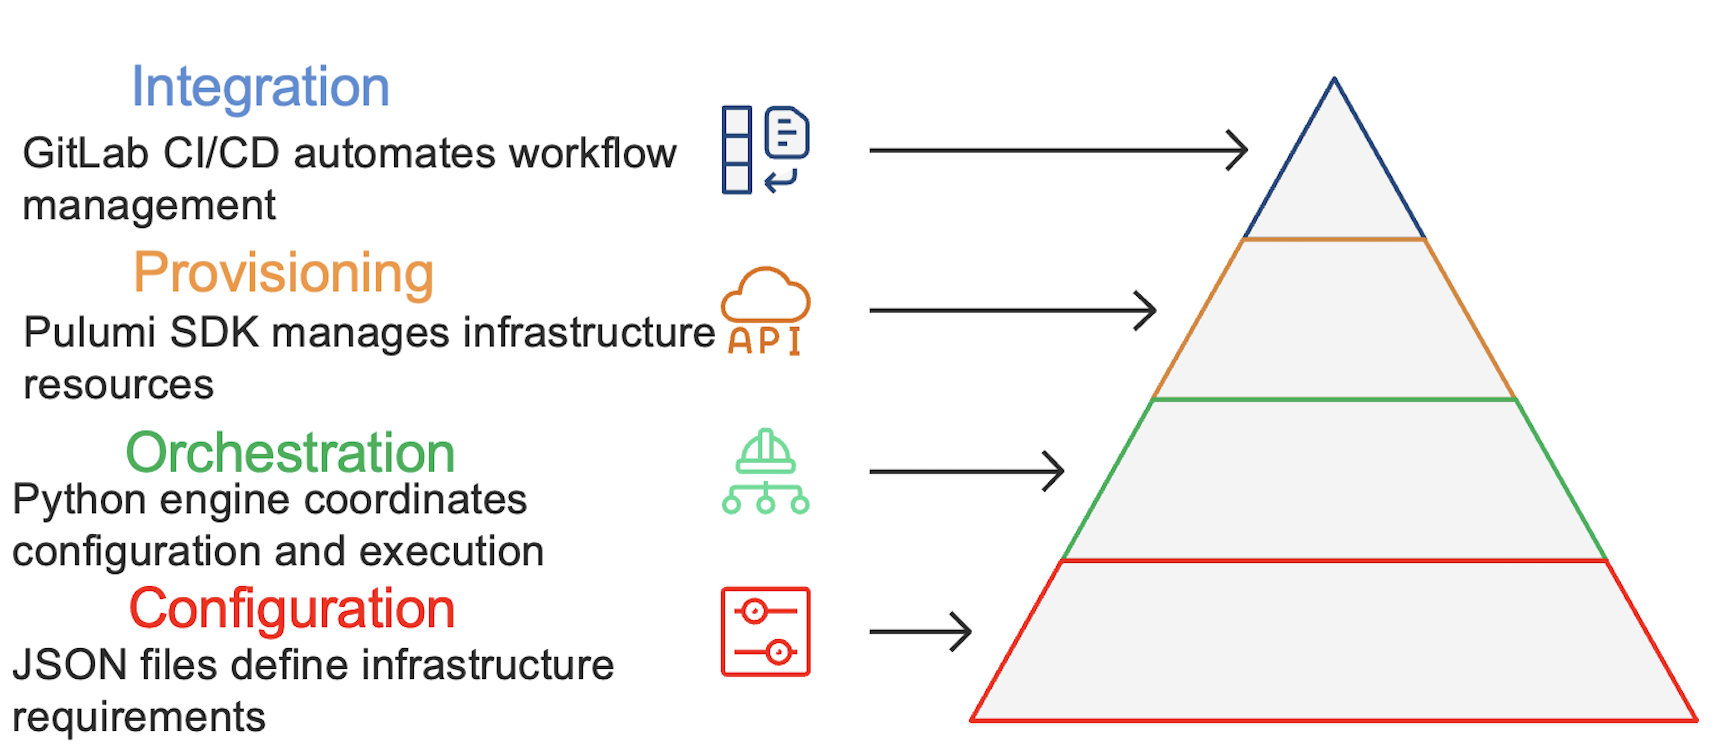 Integration
GitLab CI/CD automates workflow
management
Provisioning
Pulumi SDK manages infrastructure
resources
API
Orchestration
Python engine coordinates
configuration and execution
Configuration
JSON files define infrastructure
requirements